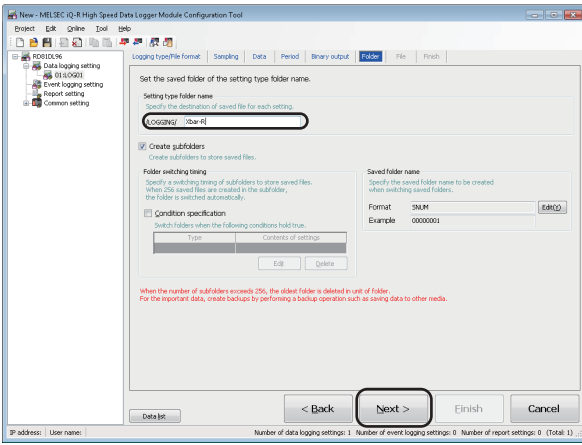 New - MELSEC iQ-R High Speed Data Logger Module Configuration Tool
Project Edit Online Tool Help
RD81DL96
Data logging setting
01:LOG01
Event logging setting
Report setting
Common setting
Logging type/File format Sampling Data Period Binary output Folder File Finish
Set the saved folder of the setting type folder name.
Setting type folder name
Specify the destination of saved file for each setting.
/LOGGING/ Xbar-R
Create subfolders
Create subfolders to store saved files.
Folder switching timing
Specify a switching timing of subfolders to store saved files.
When 256 saved files are created in the subfolder,
the folder is switched automatically.
Condition specification
Switch folders when the following conditions hold true.
Type Contents of settings
Edit Delete
Saved folder name
Specify the saved folder name to be created
when switching saved folders.
Format SNUM Edit(Y)
Example 00000001
When the number of subfolders exceeds 256, the oldest folder is deleted in unit of folder.
For the important data, create backups by performing a backup operation such as saving data to other media.
Data list < Back Next > Finish Cancel
IP address: User name: Number of data logging settings: 1 Number of event logging settings: 0 Number of report settings: 0 (Total: 1)